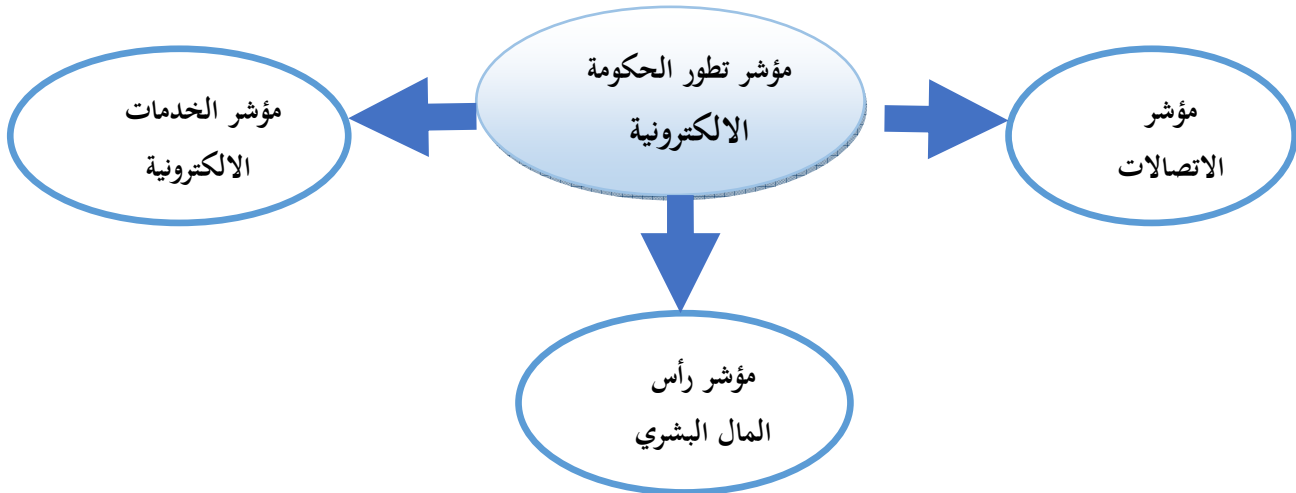 مؤشر تطور الحكومة
الالكترونية
مؤشر
الاتصالات
مؤشر الخدمات
الالكترونية
مؤشر رأس
المال البشري